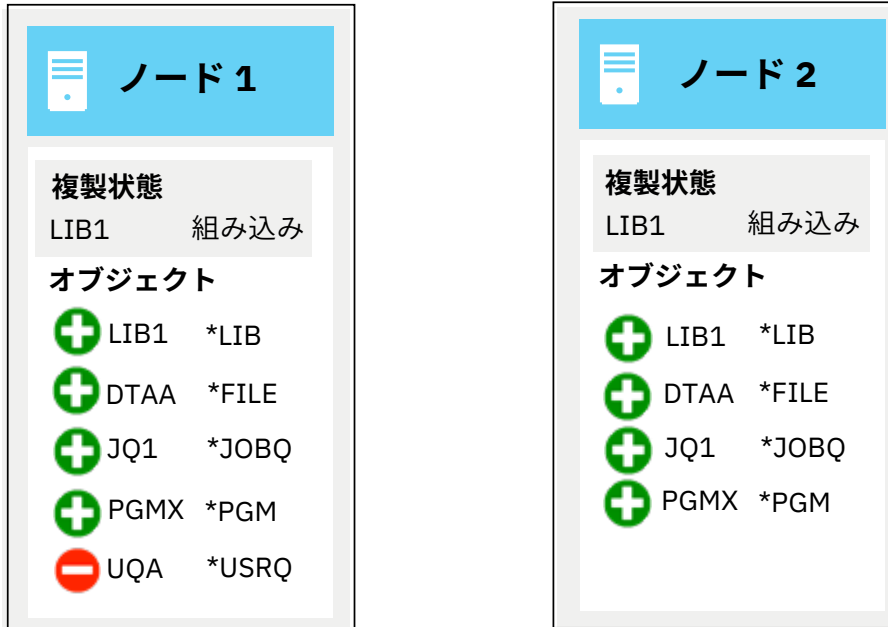 ノード 1
複製状態
LIB1 組み込み
オブジェクト
LIB1 *LIB
DTAA *FILE
JQ1 *JOBQ
PGMX *PGM
UQA *USRQ
ノード 2
複製状態
LIB1 組み込み
オブジェクト
LIB1 *LIB
DTAA *FILE
JQ1 *JOBQ
PGMX *PGM